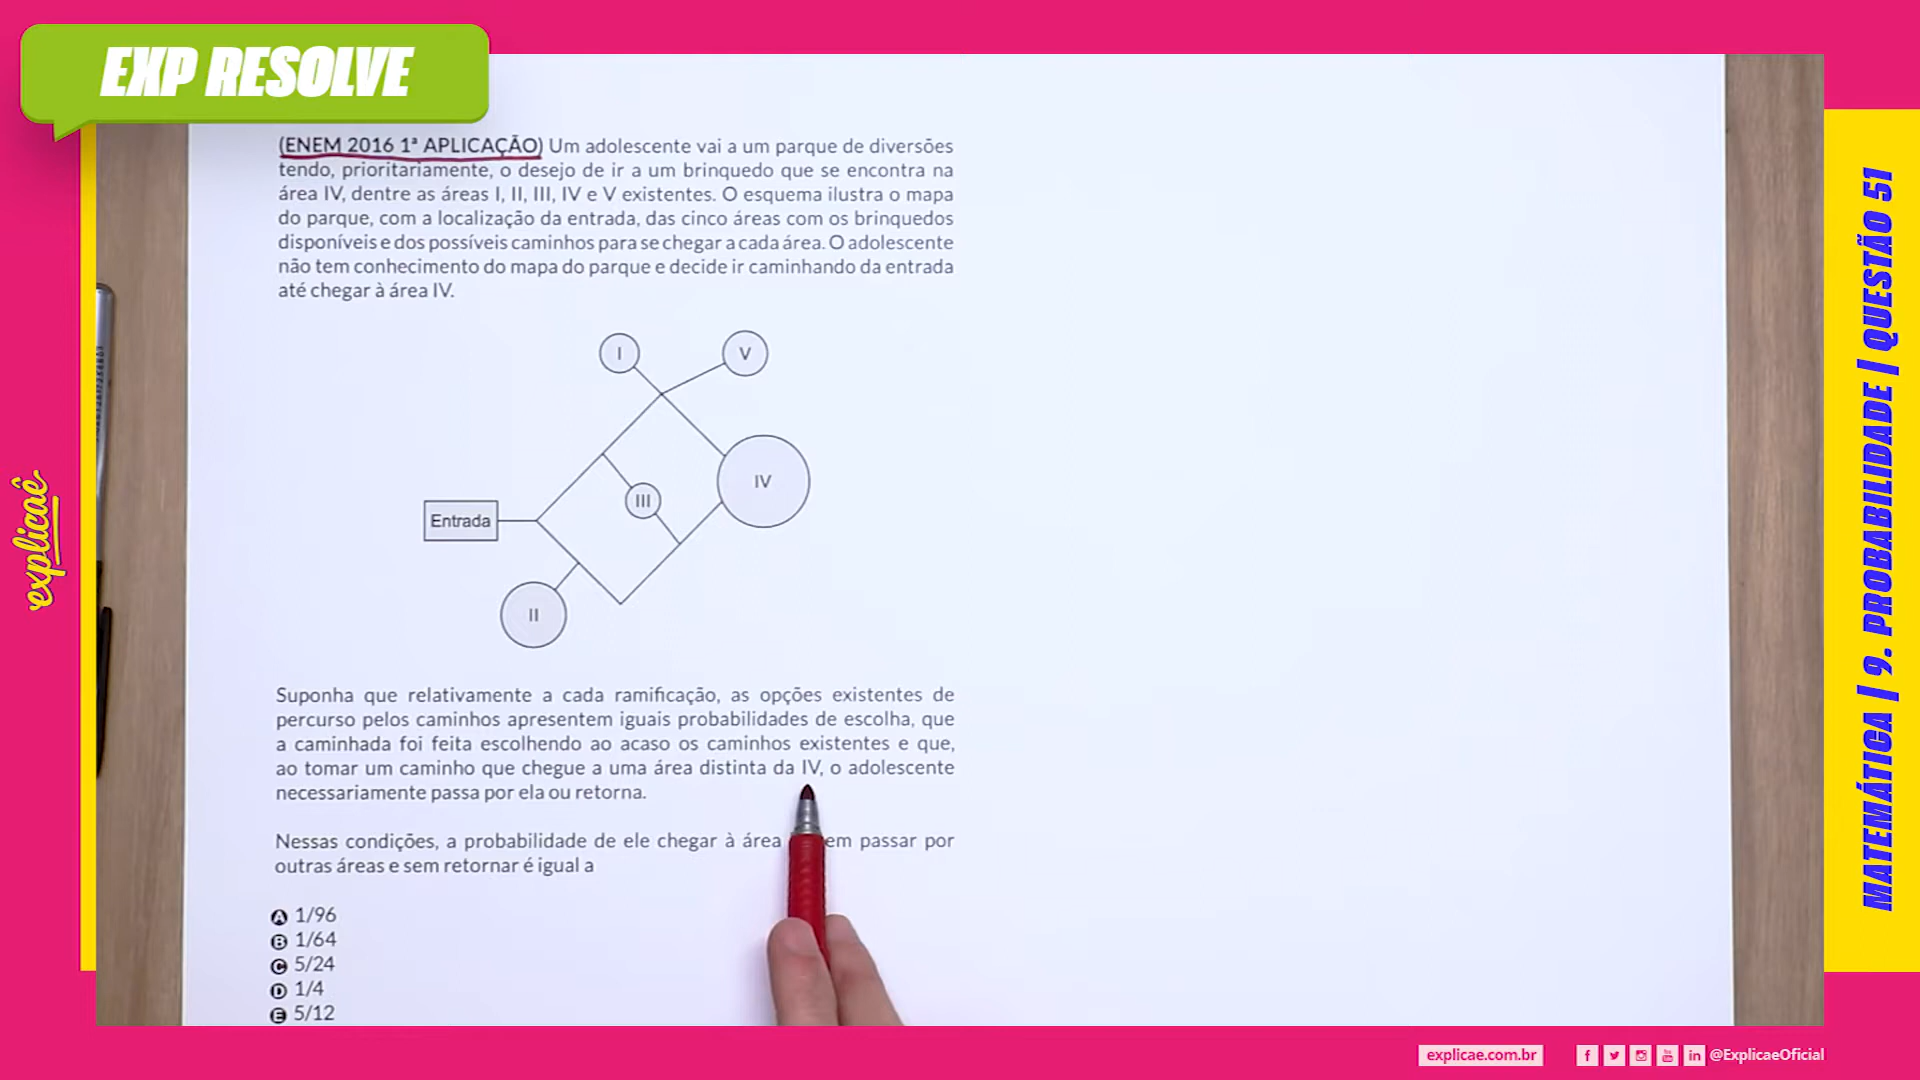 EXP RESOLVE
(ENEM 2016 1ª APLICAÇÃO) Um adolescente vai a um parque de diversões
tendo, prioritariamente, o desejo de ir a um brinquedo que se encontra na
área IV, dentre as áreas I, II, III, IV e V existentes. O esquema ilustra o mapa
do parque, com a localização da entrada, das cinco áreas com os brinquedos
disponíveis e dos possíveis caminhos para se chegar a cada área. O adolescente
não tem conhecimento do mapa do parque e decide ir caminhando da entrada
até chegar à área IV.
I
V
IV
III
Entrada
II
Suponha que relativamente a cada ramificação, as opções existentes de
percurso pelos caminhos apresentem iguais probabilidades de escolha, que
a caminhada foi feita escolhendo ao acaso os caminhos existentes e que,
ao tomar um caminho que chegue a uma área distinta da IV, o adolescente
necessariamente passa por ela ou retorna.
Nessas condições, a probabilidade de ele chegar à área em passar por
outras áreas e sem retornar é igual a
A 1/96
B 1/64
C 5/24
D 1/4
E 5/12
explicaê
MATEMÁTICA | 9. PROBABILIDADE | QUESTÃO 51
explicae.com.br
@ExplicaeOficial